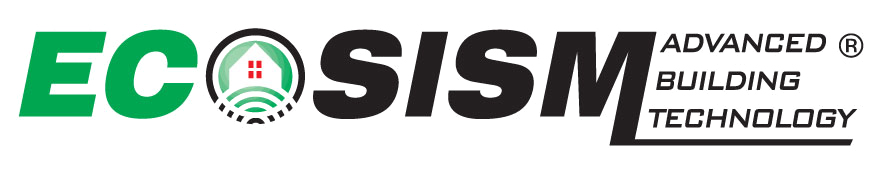 ECOSISM
ADVANCED ®
BUILDING
TECHNOLOGY